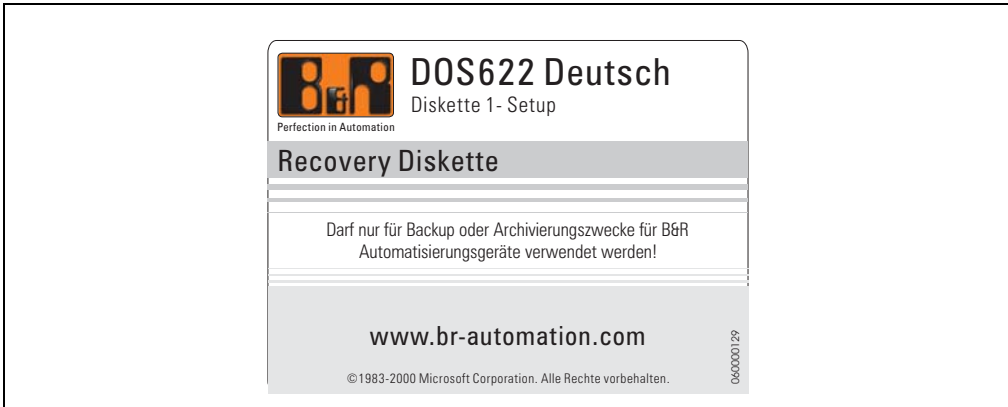 B&R
Perfection in Automation
DOS622 Deutsch
Diskette 1- Setup
Recovery Diskette
Darf nur für Backup oder Archivierungszwecke für B&R
Automatisierungsgeräte verwendet werden!
www.br-automation.com
©1983-2000 Microsoft Corporation. Alle Rechte vorbehalten.
060000129